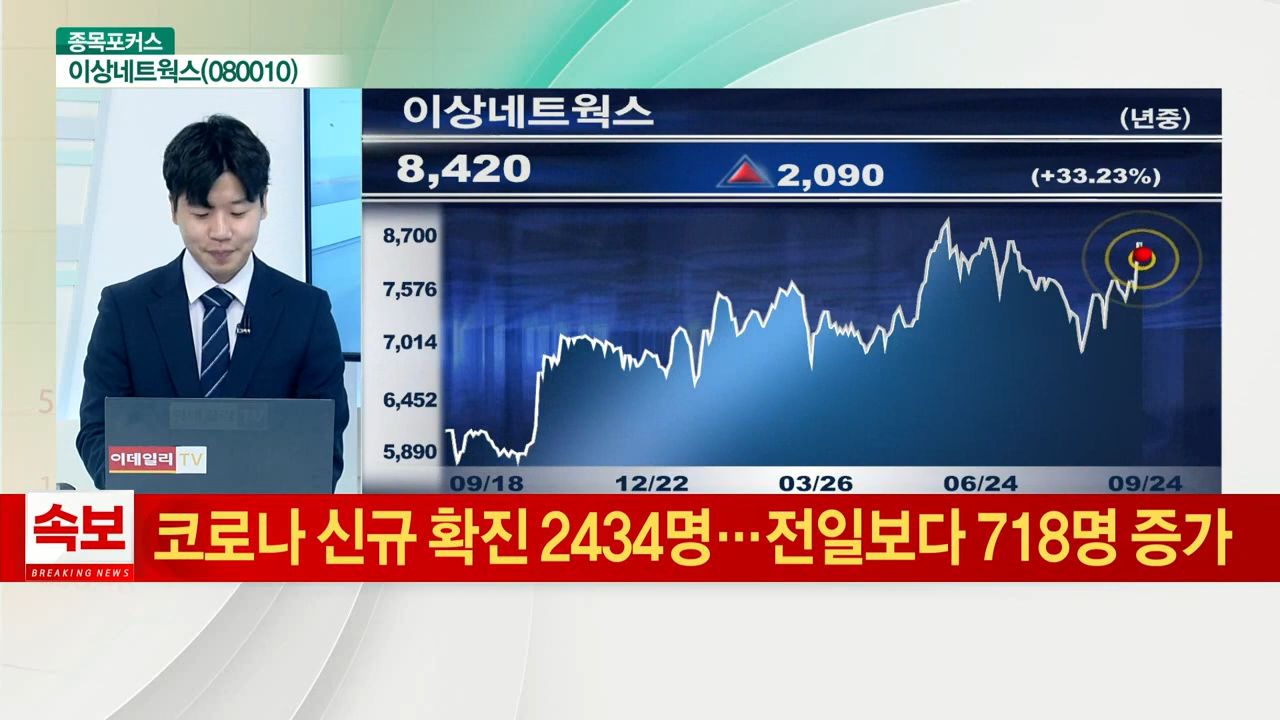 종목포커스
이상네트웍스(080010)
이상네트웍스
(년중)
8,420
2,090
(+33.23%)
8,700
7,576
7,014
6,452
5,890
09/18
12/22
03/26
06/24
09/24
이데일리 TV
5
1
속보
BREAKING NEWS
코로나 신규 확진 2434명…전일보다 718명 증가